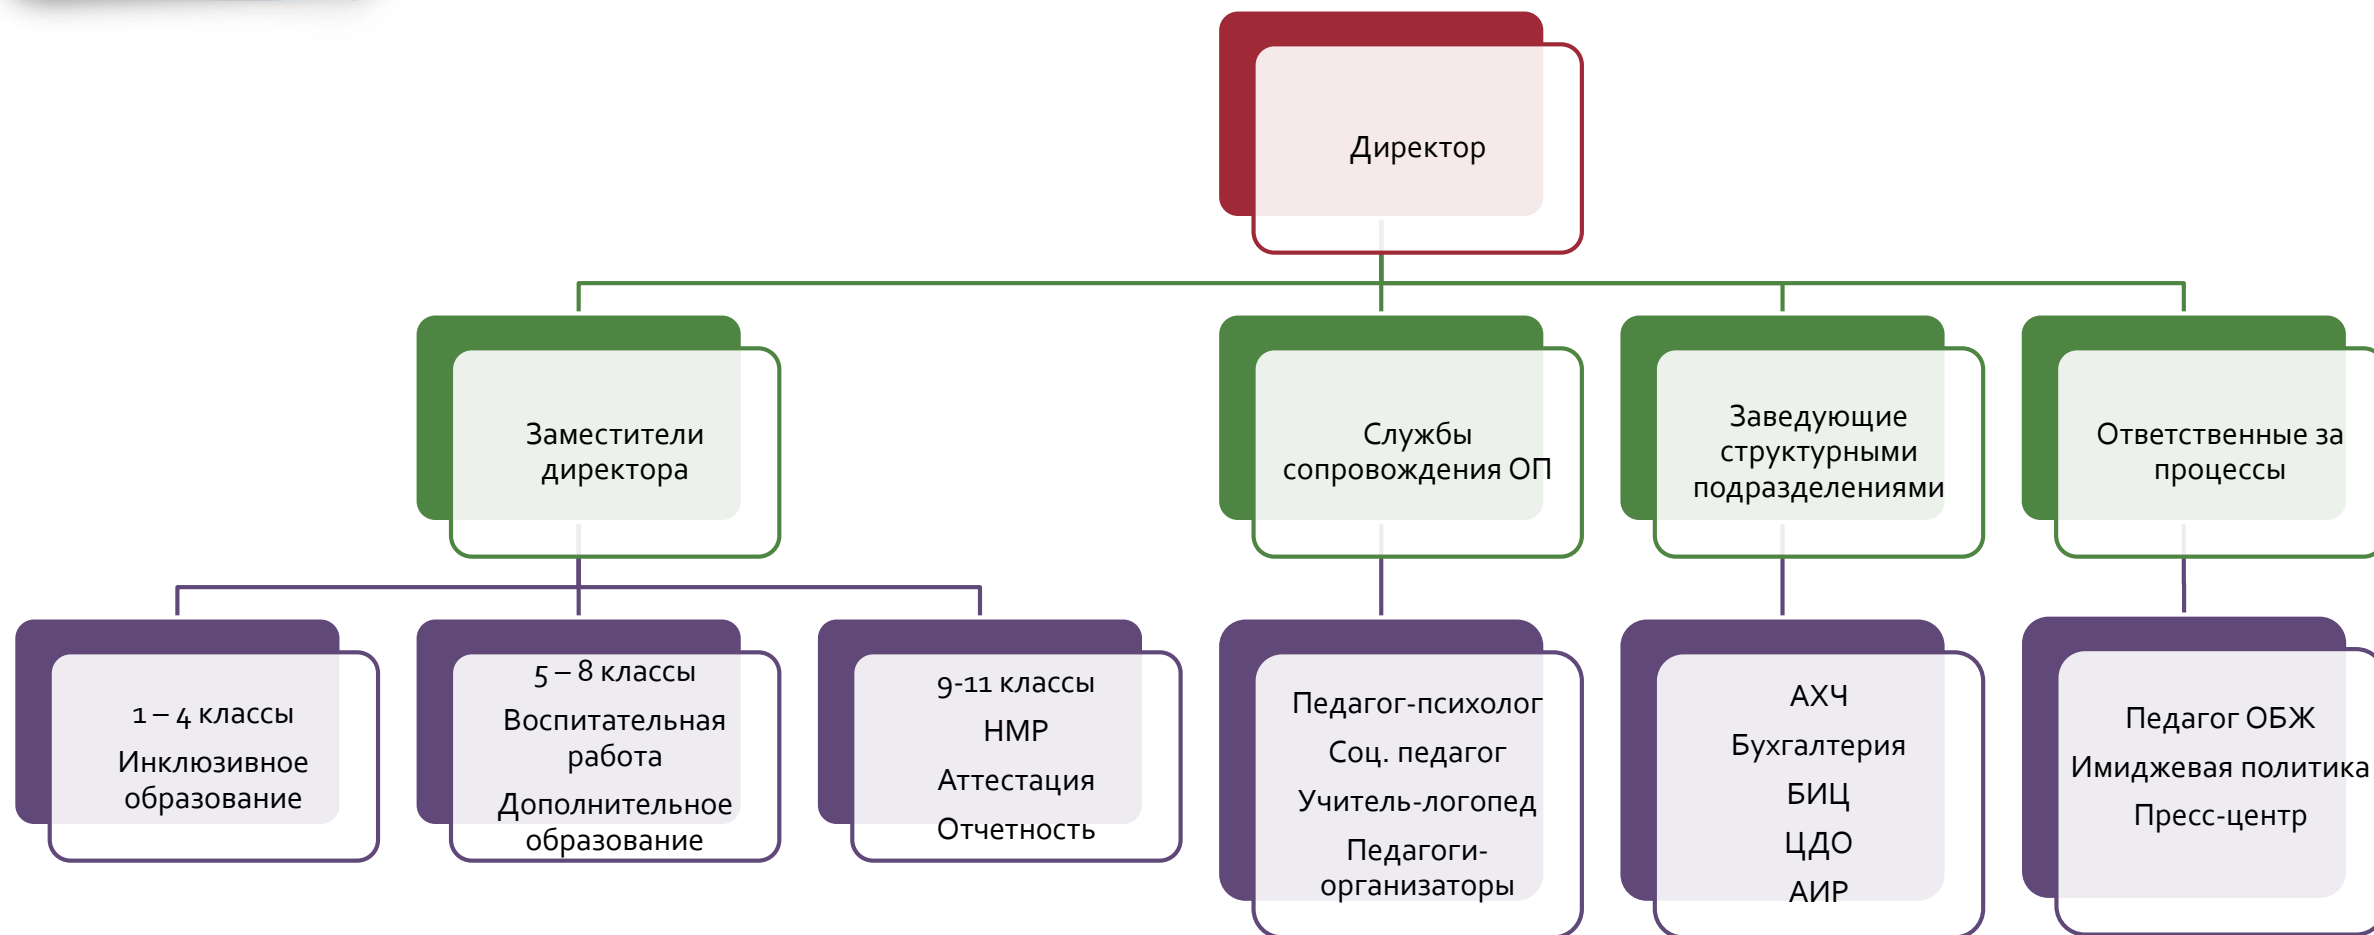 Директор
Заместители
директора
Службы
сопровождения ОП
Заведующие
структурными
подразделениями
Ответственные за
процессы
1 – 4 классы
Инклюзивное
образование
5 – 8 классы
Воспитательная
работа
Дополнительное
образование
9-11 классы
НМР
Аттестация
Отчетность
Педагог-психолог
Соц. педагог
Учитель-логопед
Педагоги-
организаторы
АХЧ
Бухгалтерия
БИЦ
ЦДО
АИР
Педагог ОБЖ
Имиджевая политика
Пресс-центр